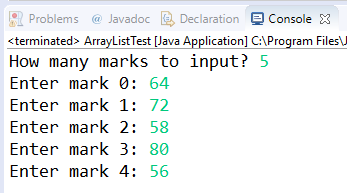 Problems @ Javadoc Declaration Console
<terminated> ArrayListTest [Java Application] C:\Program Files\
How many marks to input? 5
Enter mark 0: 64
Enter mark 1: 72
Enter mark 2: 58
Enter mark 3: 80
Enter mark 4: 56